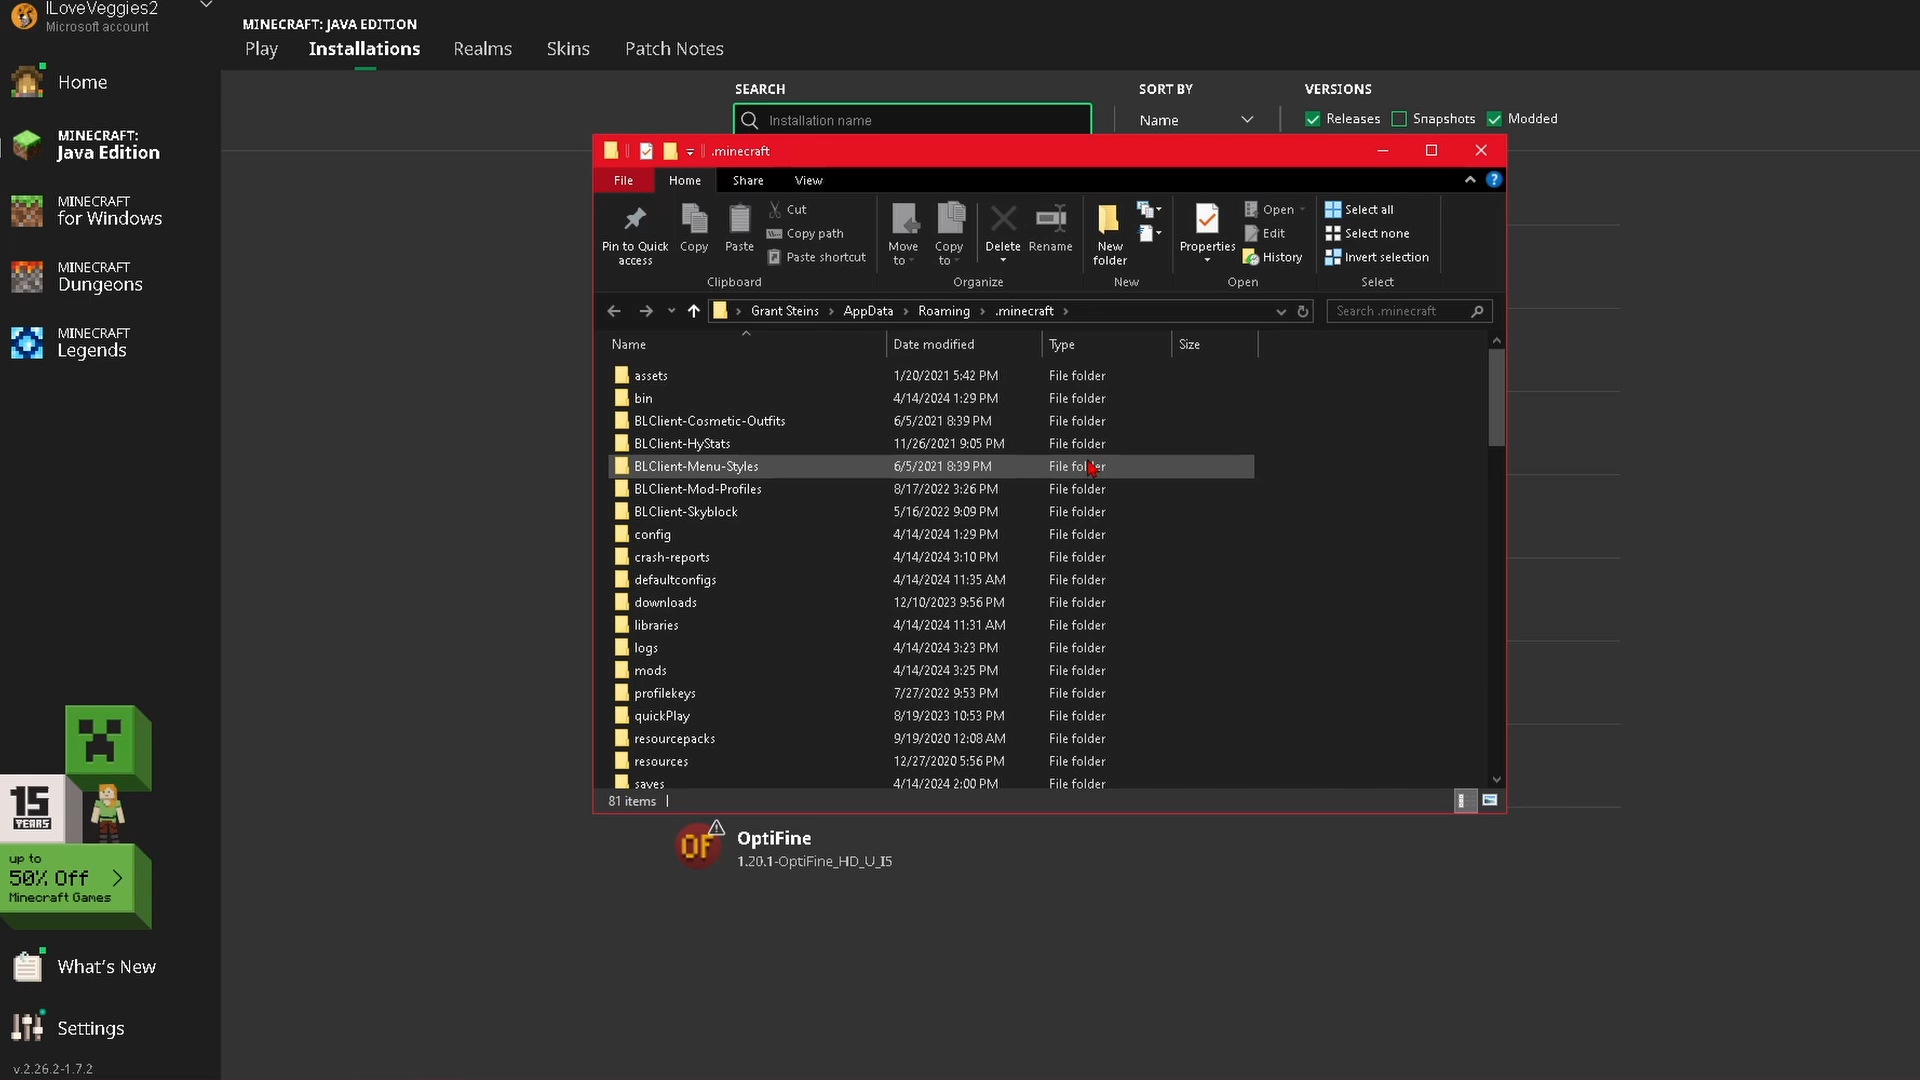 ILoveVeggies2
Microsoft account
MINECRAFT: JAVA EDITION
Play Installations Realms Skins Patch Notes
Home
MINECRAFT:
Java Edition
MINECRAFT
for Windows
MINECRAFT
Dungeons
MINECRAFT
Legends
15
YEARS
up to
50% Off
Minecraft Games
What's New
Settings
v.2.26.2-1.7.2
SEARCH SORT BY VERSIONS
Installation name Name Releases Snapshots Modded
.minecraft
File Home Share View
Pin to Quick access Copy Paste Cut Copy path Paste shortcut
Move to Copy to Delete Rename New folder Properties Open Edit History
Select all Select none Invert selection
Clipboard Organize New Open Select
Grant Steins AppData Roaming .minecraft Search .minecraft
Name Date modified Type Size
assets 1/20/2021 5:42 PM File folder
bin 4/14/2024 1:29 PM File folder
BLClient-Cosmetic-Outfits 6/5/2021 8:39 PM File folder
BLClient-HyStats 11/26/2021 9:05 PM File folder
BLClient-Menu-Styles 6/5/2021 8:39 PM File folder
BLClient-Mod-Profiles 8/17/2022 3:26 PM File folder
BLClient-Skyblock 5/16/2022 9:09 PM File folder
config 4/14/2024 1:29 PM File folder
crash-reports 4/14/2024 3:10 PM File folder
defaultconfigs 4/14/2024 11:35 AM File folder
downloads 12/10/2023 9:56 PM File folder
libraries 4/14/2024 11:31 AM File folder
logs 4/14/2024 3:23 PM File folder
mods 4/14/2024 3:25 PM File folder
profilekeys 7/27/2022 9:53 PM File folder
quickPlay 8/19/2023 10:53 PM File folder
resourcepacks 9/19/2020 12:08 AM File folder
resources 12/27/2020 5:56 PM File folder
saves 4/14/2024 2:00 PM File folder
81 items
OF
OptiFine
1.20.1-OptiFine_HD_U_I5